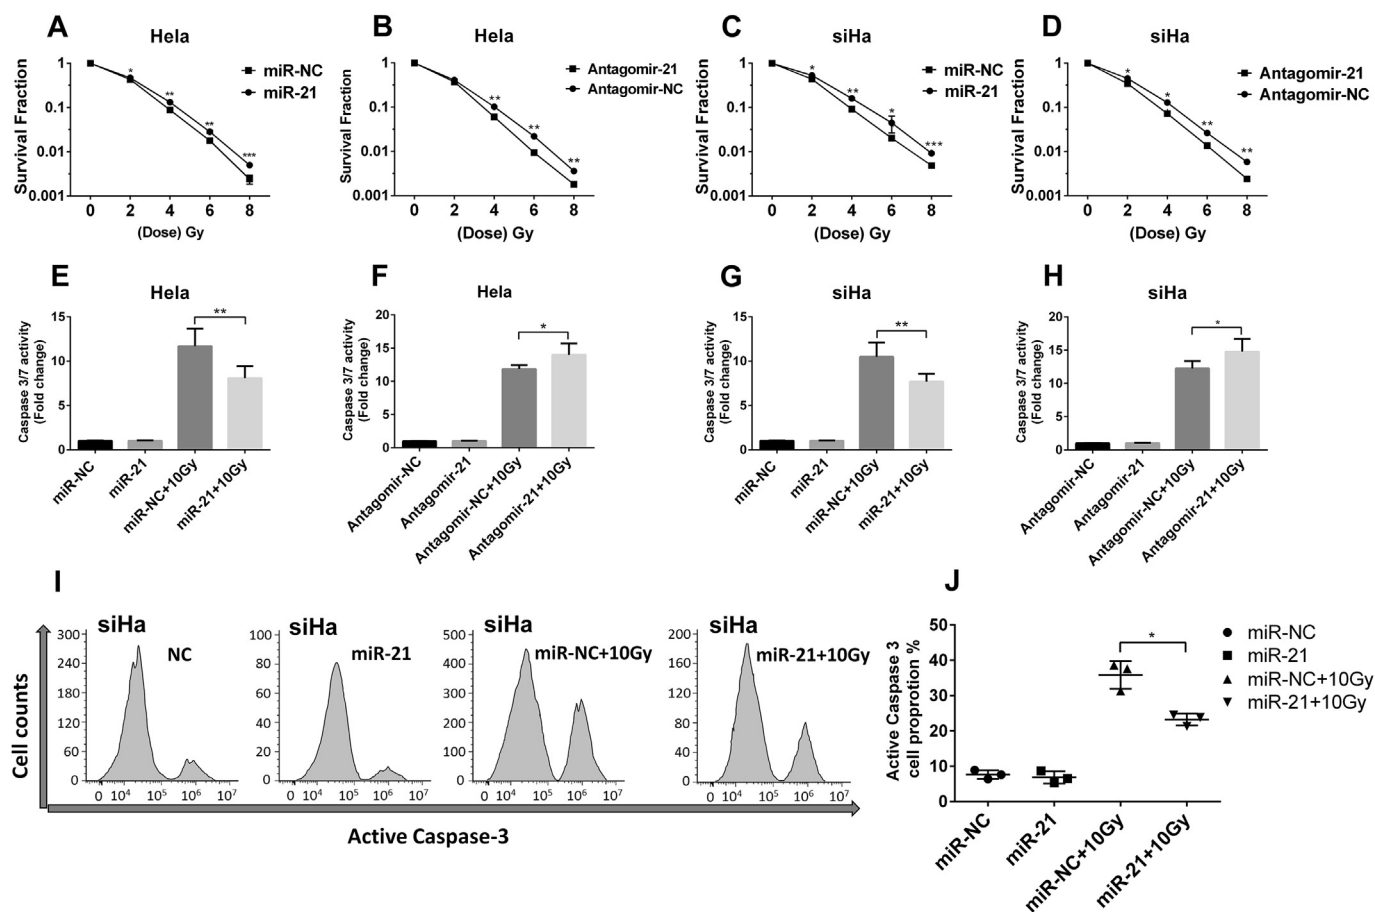 A
Hela
Survival Fraction
1
0.1
0.01
0.001
0 2 4 6 8
(Dose) Gy
miR-NC
miR-21
* ** ** ***
B
Hela
Survival Fraction
1
0.1
0.01
0.001
0 2 4 6 8
(Dose) Gy
Antagomir-21
Antagomir-NC
** ** **
C
siHa
Survival Fraction
1
0.1
0.01
0.001
0 2 4 6 8
(Dose) Gy
miR-NC
miR-21
* ** * ***
D
siHa
Survival Fraction
1
0.1
0.01
0.001
0 2 4 6 8
(Dose) Gy
Antagomir-21
Antagomir-NC
* * ** **
E
Hela
Caspase 3/7 activity
(Fold change)
15
10
5
0
**
miR-NC
miR-21
miR-NC+10Gy
miR-21+10Gy
F
Hela
Caspase 3/7 activity
(Fold change)
20
15
10
5
0
*
Antagomir-NC
Antagomir-21
Antagomir-NC+10Gy
Antagomir-21+10Gy
G
siHa
Caspase 3/7 activity
(Fold change)
15
10
5
0
**
miR-NC
miR-21
miR-NC+10Gy
miR-21+10Gy
H
siHa
Caspase 3/7 activity
(Fold change)
20
15
10
5
0
*
Antagomir-NC
Antagomir-21
Antagomir-NC+10Gy
Antagomir-21+10Gy
I
Cell counts
siHa
NC
300
240
180
120
60
0
0 10⁴ 10⁵ 10⁶ 10⁷
siHa
miR-21
100
80
60
40
20
0
0 10⁴ 10⁵ 10⁶ 10⁷
siHa
miR-NC+10Gy
500
400
300
200
100
0
0 10⁴ 10⁵ 10⁶ 10⁷
siHa
miR-21+10Gy
200
160
120
80
40
0
0 10⁴ 10⁵ 10⁶ 10⁷
Active Caspase-3
J
Active Caspase 3
cell proprotion %
50
40
30
20
10
0
*
miR-NC
miR-21
miR-NC+10Gy
miR-21+10Gy
miR-NC
miR-21
miR-NC+10Gy
miR-21+10Gy